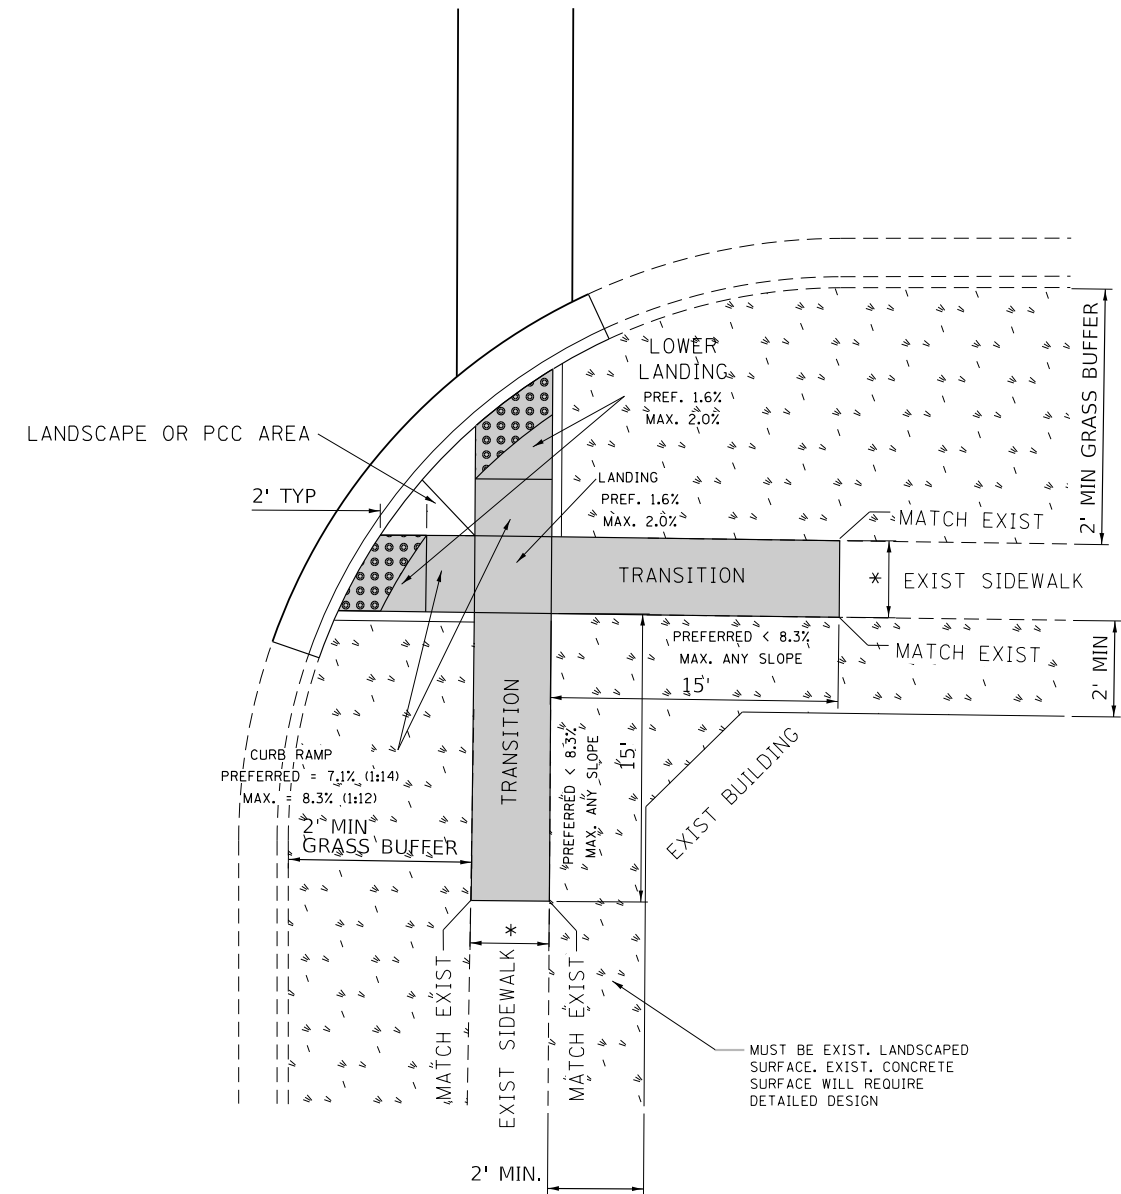 LOWER
LANDING
PREF. 1.6%
MAX. 2.0%
2' MIN GRASS BUFFER
LANDSCAPE OR PCC AREA
2' TYP
LANDING
PREF. 1.6%
MAX. 2.0%
MATCH EXIST
TRANSITION
*
EXIST SIDEWALK
PREFERRED < 8.3%
MAX. ANY SLOPE
MATCH EXIST
15'
2' MIN
TRANSITION
PREFERRED < 8.3%
MAX. ANY SLOPE
15'
EXIST BUILDING
CURB RAMP
PREFERRED = 7.1% (1:14)
MAX. = 8.3% (1:12)
2' MIN
GRASS BUFFER
MATCH EXIST
*
EXIST SIDEWALK
MATCH EXIST
MUST BE EXIST. LANDSCAPED
SURFACE. EXIST. CONCRETE
SURFACE WILL REQUIRE
DETAILED DESIGN
2' MIN.